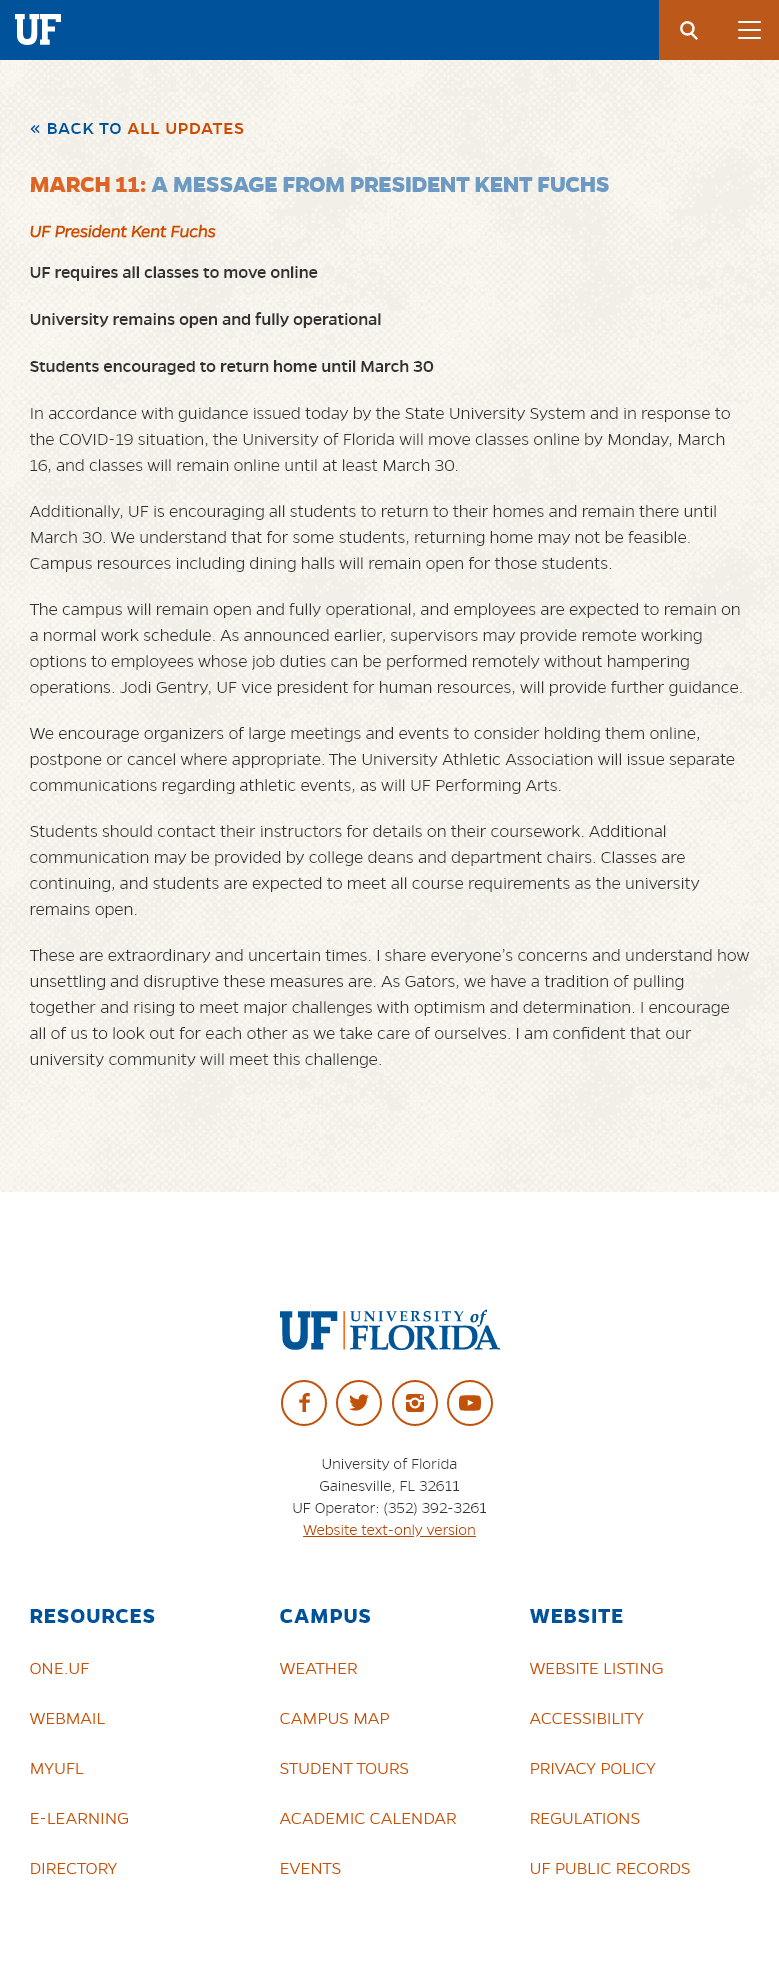 UF
« BACK TO ALL UPDATES
MARCH 11: A MESSAGE FROM PRESIDENT KENT FUCHS
UF President Kent Fuchs
UF requires all classes to move online
University remains open and fully operational
Students encouraged to return home until March 30
In accordance with guidance issued today by the State University System and in response to
the COVID-19 situation, the University of Florida will move classes online by Monday, March
16, and classes will remain online until at least March 30.
Additionally, UF is encouraging all students to return to their homes and remain there until
March 30. We understand that for some students, returning home may not be feasible.
Campus resources including dining halls will remain open for those students.
The campus will remain open and fully operational, and employees are expected to remain on
a normal work schedule. As announced earlier, supervisors may provide remote working
options to employees whose job duties can be performed remotely without hampering
operations. Jodi Gentry, UF vice president for human resources, will provide further guidance.
We encourage organizers of large meetings and events to consider holding them online,
postpone or cancel where appropriate. The University Athletic Association will issue separate
communications regarding athletic events, as will UF Performing Arts.
Students should contact their instructors for details on their coursework. Additional
communication may be provided by college deans and department chairs. Classes are
continuing, and students are expected to meet all course requirements as the university
remains open.
These are extraordinary and uncertain times. I share everyone’s concerns and understand how
unsettling and disruptive these measures are. As Gators, we have a tradition of pulling
together and rising to meet major challenges with optimism and determination. I encourage
all of us to look out for each other as we take care of ourselves. I am confident that our
university community will meet this challenge.
UF UNIVERSITY of
FLORIDA
University of Florida
Gainesville, FL 32611
UF Operator: (352) 392-3261
Website text-only version
RESOURCES
ONE.UF
WEBMAIL
MYUFL
E-LEARNING
DIRECTORY
CAMPUS
WEATHER
CAMPUS MAP
STUDENT TOURS
ACADEMIC CALENDAR
EVENTS
WEBSITE
WEBSITE LISTING
ACCESSIBILITY
PRIVACY POLICY
REGULATIONS
UF PUBLIC RECORDS